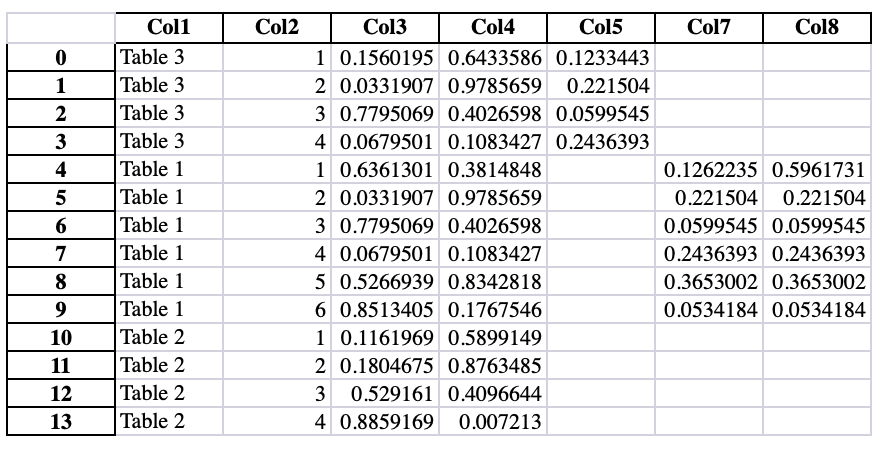 Col1 Col2 Col3 Col4 Col5 Col7 Col8
0 Table 3 1 0.1560195 0.6433586 0.1233443
1 Table 3 2 0.0331907 0.9785659 0.221504
2 Table 3 3 0.7795069 0.4026598 0.0599545
3 Table 3 4 0.0679501 0.1083427 0.2436393
4 Table 1 1 0.6361301 0.3814848 0.1262235 0.5961731
5 Table 1 2 0.0331907 0.9785659 0.221504 0.221504
6 Table 1 3 0.7795069 0.4026598 0.0599545 0.0599545
7 Table 1 4 0.0679501 0.1083427 0.2436393 0.2436393
8 Table 1 5 0.5266939 0.8342818 0.3653002 0.3653002
9 Table 1 6 0.8513405 0.1767546 0.0534184 0.0534184
10 Table 2 1 0.1161969 0.5899149
11 Table 2 2 0.1804675 0.8763485
12 Table 2 3 0.529161 0.4096644
13 Table 2 4 0.8859169 0.007213